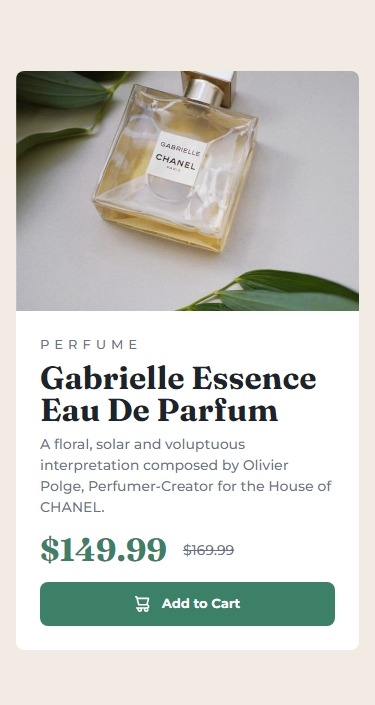 GABRIELLE
CHANEL
PARIS
PERFUME
Gabrielle Essence
Eau De Parfum
A floral, solar and voluptuous
interpretation composed by Olivier
Polge, Perfumer-Creator for the House of
CHANEL.
$149.99 $169.99
Add to Cart